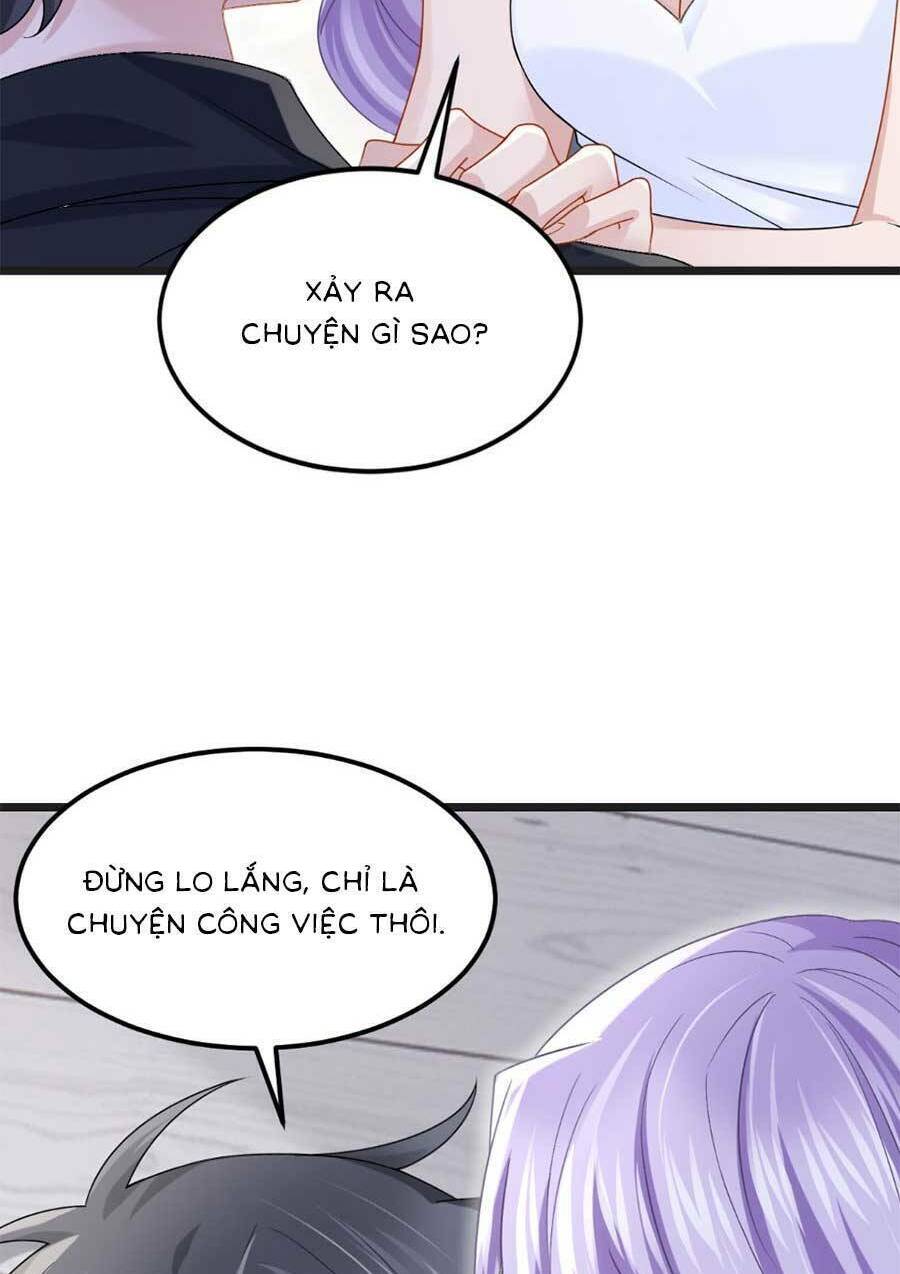 XẢY RA
CHUYỆN GÌ SAO?
ĐỪNG LO LẮNG, CHỈ LÀ
CHUYỆN CÔNG VIỆC THÔI.